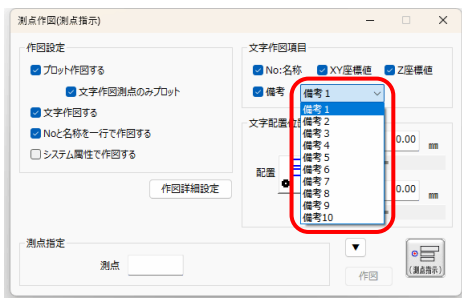 測点作図(測点指示)
作図設定
プロット作図する
文字作図測点のみプロット
文字作図する
Noと名称を一行で作図する
システム属性で作図する
作図詳細設定
文字作図項目
No:名称 XY座標値 Z座標値
備考 備考1
備考1
備考2
備考3
備考4
備考5
備考6
備考7
備考8
備考9
備考10
文字配置位
配置
0.00 mm
0.00 mm
測点指定
測点
▼
作図
(測点指示)